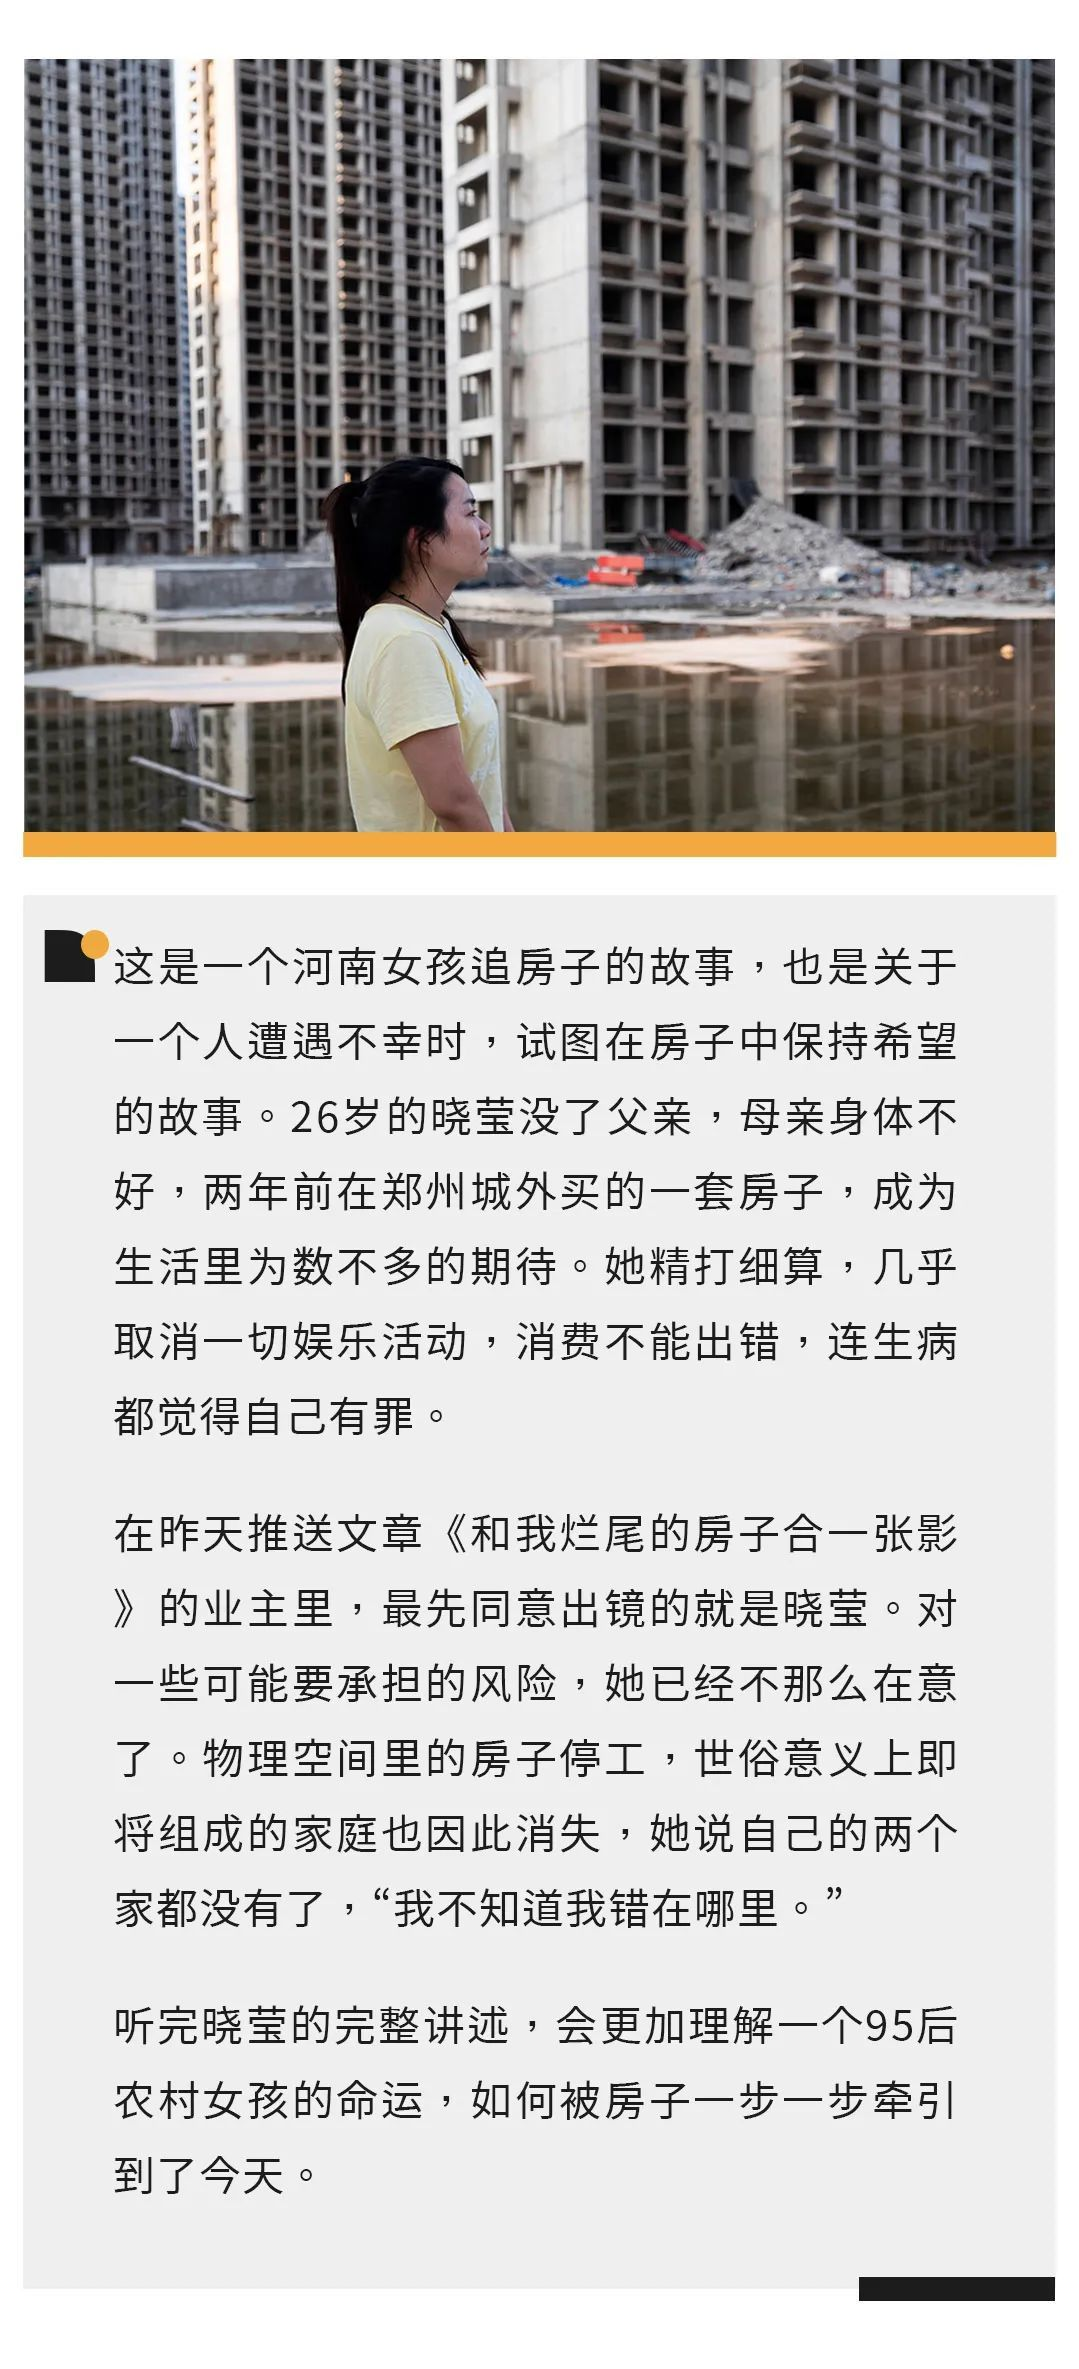 这是一个河南女孩追房子的故事，也是关于
一个人遭遇不幸时，试图在房子中保持希望
的故事。26岁的晓莹没了父亲，母亲身体不
好，两年前在郑州城外买的一套房子，成为
生活里为数不多的期待。她精打细算，几乎
取消一切娱乐活动，消费不能出错，连生病
都觉得自己有罪。
在昨天推送文章《和我烂尾的房子合一张影
》的业主里，最先同意出镜的就是晓莹。对
一些可能要承担的风险，她已经不那么在意
了。物理空间里的房子停工，世俗意义上即
将组成的家庭也因此消失，她说自己的两个
家都没有了，“我不知道我错在哪里。”
听完晓莹的完整讲述，会更加理解一个95后
农村女孩的命运，如何被房子一步一步牵引
到了今天。